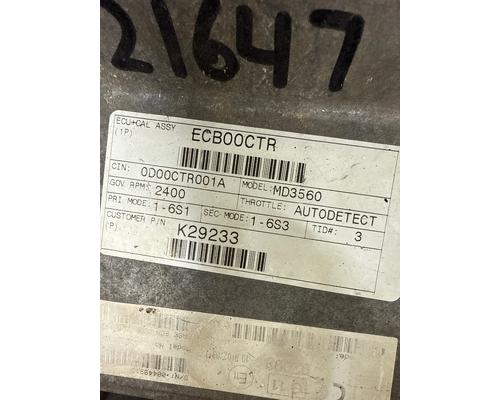 21647
ECU+CAL ASSY
(1P)
ECB00CTR
CIN: 0D00CTR001A MODEL: MD3560
GOV RPM: 2400 THROTTLE: AUTODETECT
PRI MODE: 1-6S1 SEC MODE: 1-6S3 TID#: 3
CUSTOMER P/N
(P)
K29233